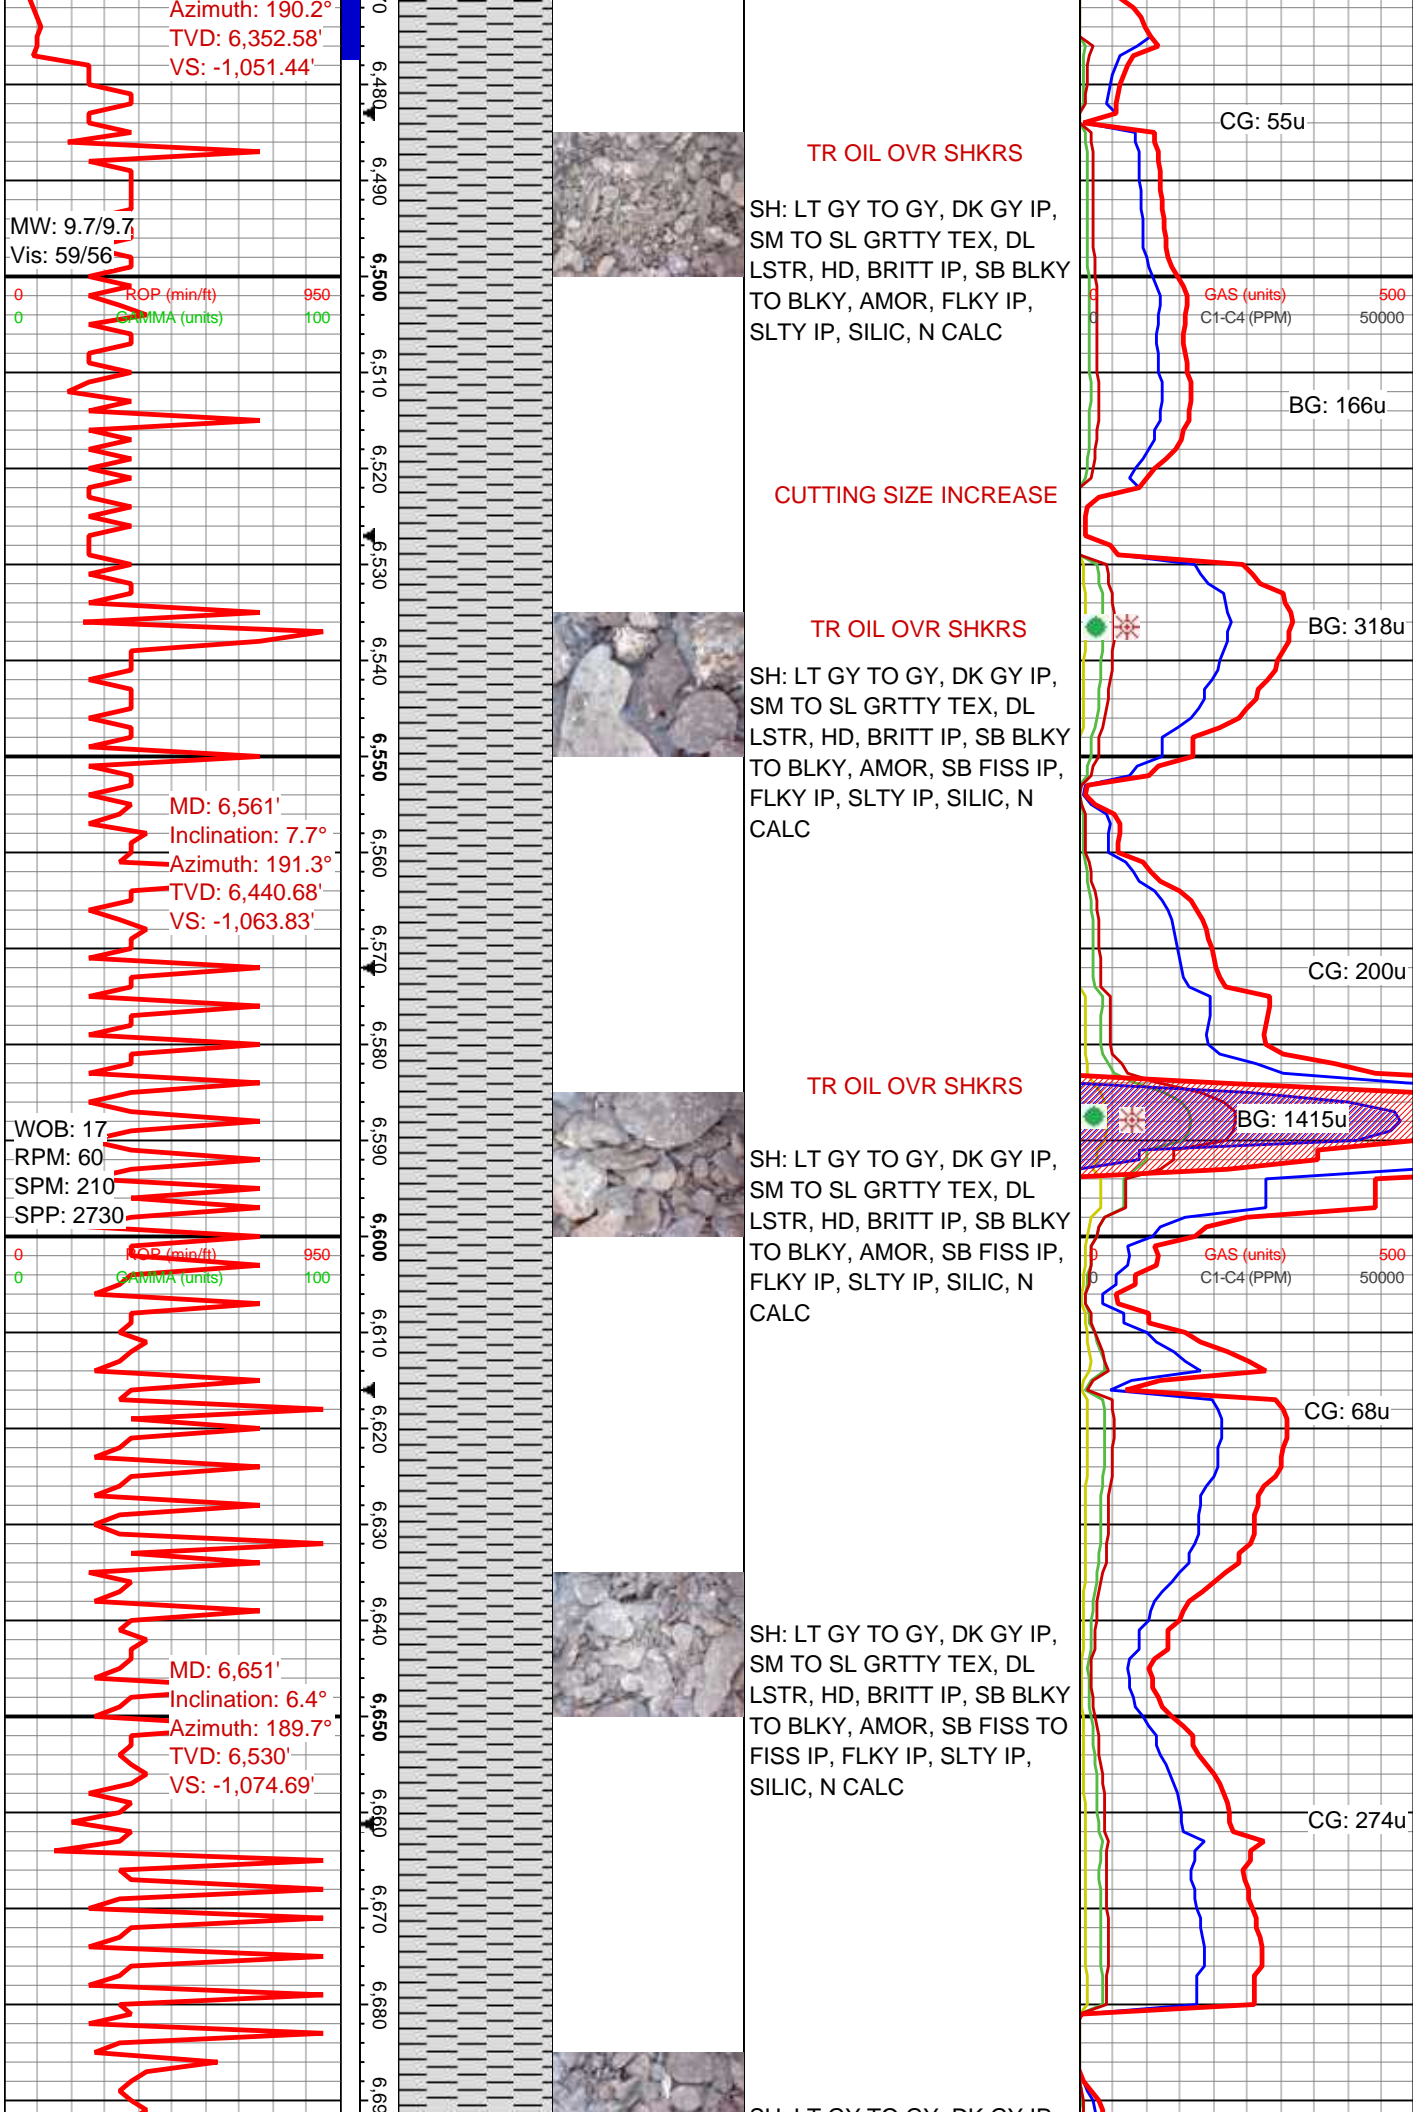 Azimuth: 190.2°
TVD: 6,352.58'
VS: -1,051.44'
6,480
CG: 55u
TR OIL OVR SHKRS
6,490
SH: LT GY TO GY, DK GY IP,
SM TO SL GRTTY TEX, DL
LSTR, HD, BRITT IP, SB BLKY
TO BLKY, AMOR, FLKY IP,
SLTY IP, SILIC, N CALC
MW: 9.7/9.7
Vis: 59/56
6,500
0 ROP (min/ft) 950
0 GAMMA (units) 100
0 GAS (units) 500
0 C1-C4 (PPM) 50000
6,510
BG: 166u
6,520
CUTTING SIZE INCREASE
6,530
TR OIL OVR SHKRS
BG: 318u
6,540
SH: LT GY TO GY, DK GY IP,
SM TO SL GRTTY TEX, DL
LSTR, HD, BRITT IP, SB BLKY
TO BLKY, AMOR, SB FISS IP,
FLKY IP, SLTY IP, SILIC, N
CALC
6,550
MD: 6,561'
Inclination: 7.7°
Azimuth: 191.3°
TVD: 6,440.68'
VS: -1,063.83'
6,560
6,570
CG: 200u
6,580
TR OIL OVR SHKRS
BG: 1415u
WOB: 17
RPM: 60
SPM: 210
SPP: 2730
6,590
SH: LT GY TO GY, DK GY IP,
SM TO SL GRTTY TEX, DL
LSTR, HD, BRITT IP, SB BLKY
TO BLKY, AMOR, SB FISS IP,
FLKY IP, SLTY IP, SILIC, N
CALC
6,600
0 ROP (min/ft) 950
0 GAMMA (units) 100
0 GAS (units) 500
0 C1-C4 (PPM) 50000
6,610
CG: 68u
6,620
6,630
6,640
SH: LT GY TO GY, DK GY IP,
SM TO SL GRTTY TEX, DL
LSTR, HD, BRITT IP, SB BLKY
TO BLKY, AMOR, SB FISS TO
FISS IP, FLKY IP, SLTY IP,
SILIC, N CALC
MD: 6,651'
Inclination: 6.4°
Azimuth: 189.7°
TVD: 6,530'
VS: -1,074.69'
6,650
6,660
CG: 274u
6,670
6,680
SH: LT GY TO GY, DK GY IP,